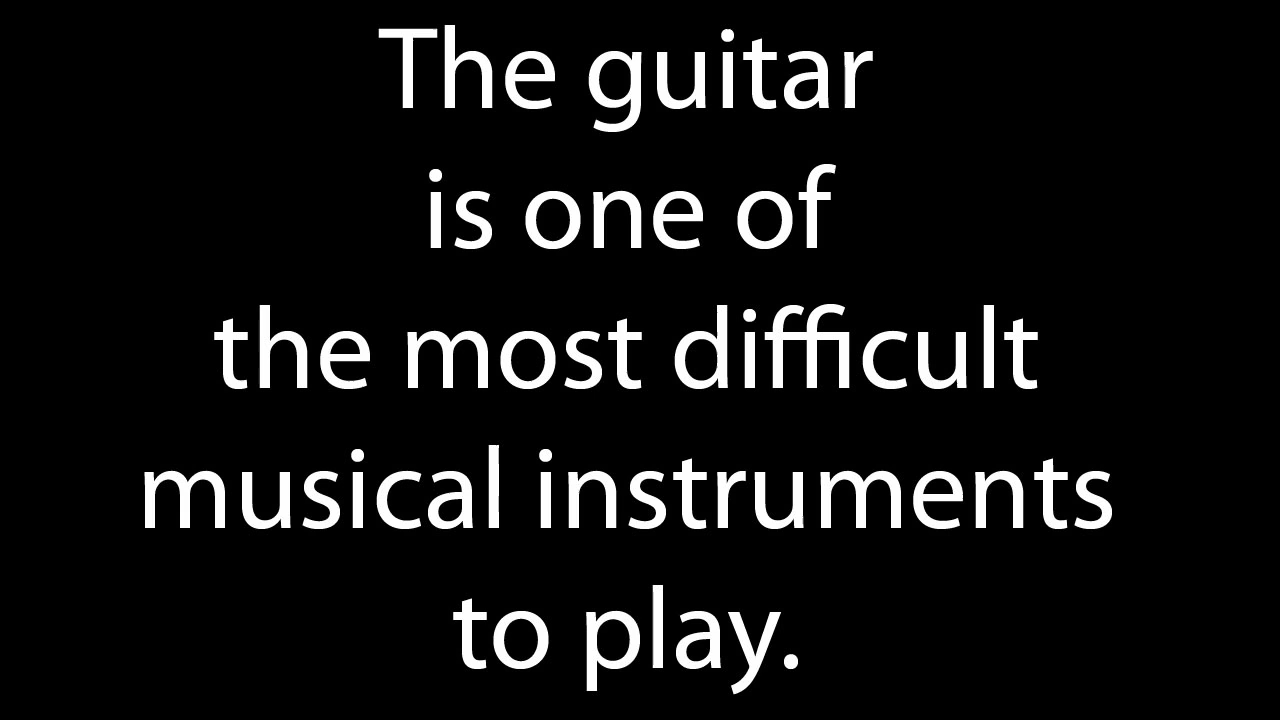 The guitar
is one of
the most difficult
musical instruments
to play.